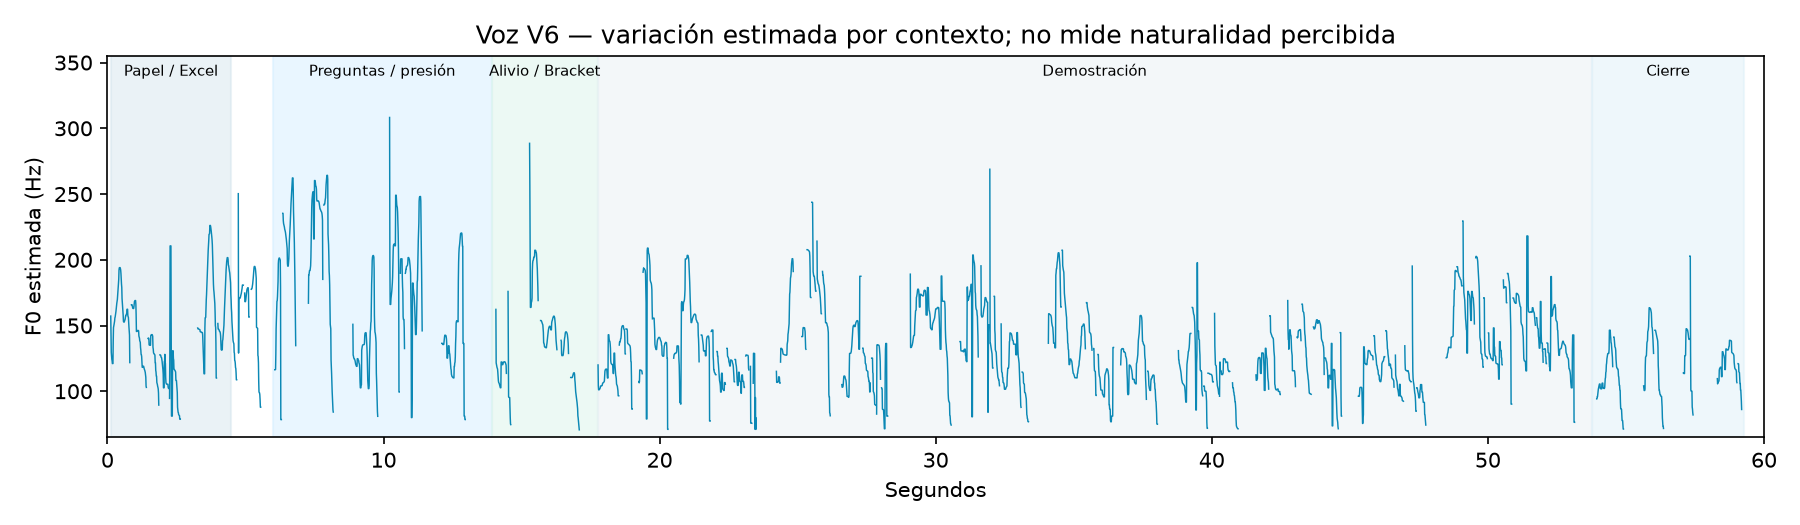 Voz V6 — variación estimada por contexto; no mide naturalidad percibida
Papel / Excel
Preguntas / presión
Alivio / Bracket
Demostración
Cierre
F0 estimada (Hz)
350
300
250
200
150
100
0
10
20
30
40
50
60
Segundos